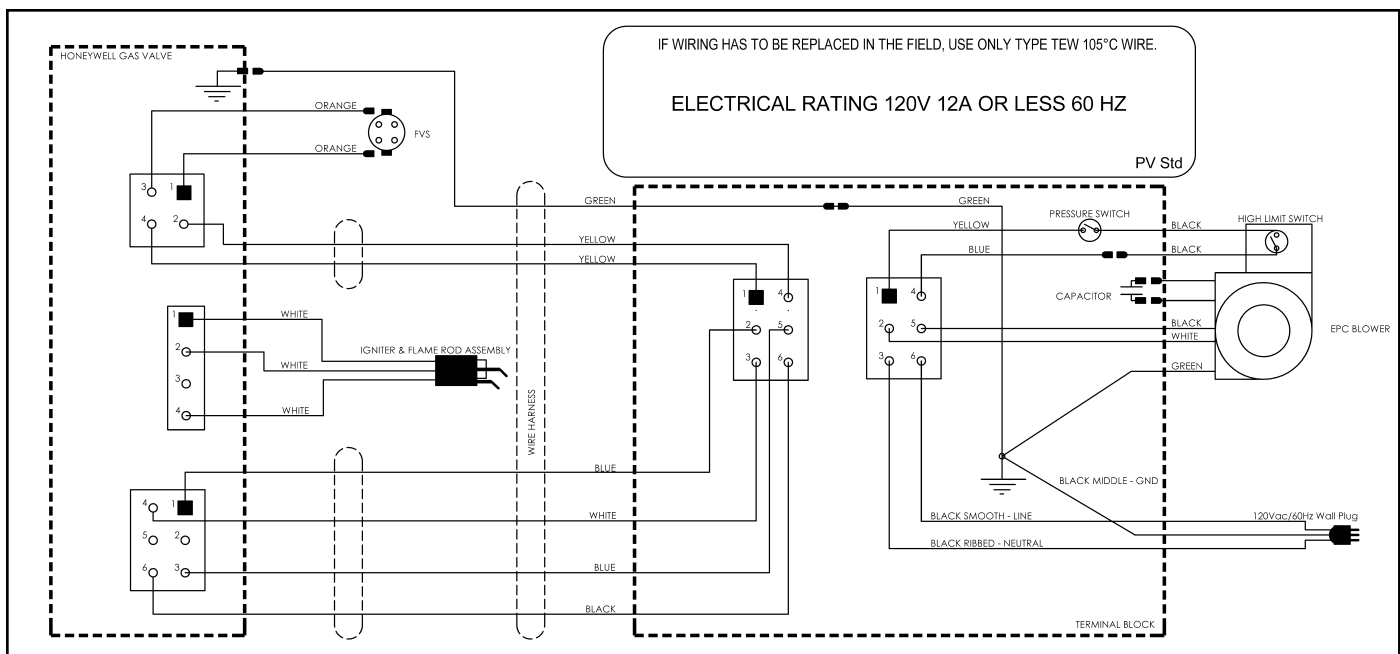 HONEYWELL GAS VALVE
IF WIRING HAS TO BE REPLACED IN THE FIELD, USE ONLY TYPE TEW 105°C WIRE.
ELECTRICAL RATING 120V 12A OR LESS 60 HZ
PV Std
ORANGE
FVS
ORANGE
3
1
4
2
GREEN
GREEN
YELLOW
YELLOW
YELLOW
PRESSURE SWITCH
BLACK
HIGH LIMIT SWITCH
BLUE
BLACK
CAPACITOR
1
4
2
5
3
6
1
4
2
5
3
6
BLACK
WHITE
EPC BLOWER
GREEN
1
WHITE
2
IGNITER & FLAME ROD ASSEMBLY
WHITE
3
4
WHITE
WIRE HARNESS
BLUE
BLACK MIDDLE - GND
4
1
WHITE
BLACK SMOOTH - LINE
120Vac/60Hz Wall Plug
5
2
BLACK RIBBED - NEUTRAL
6
3
BLUE
BLACK
TERMINAL BLOCK